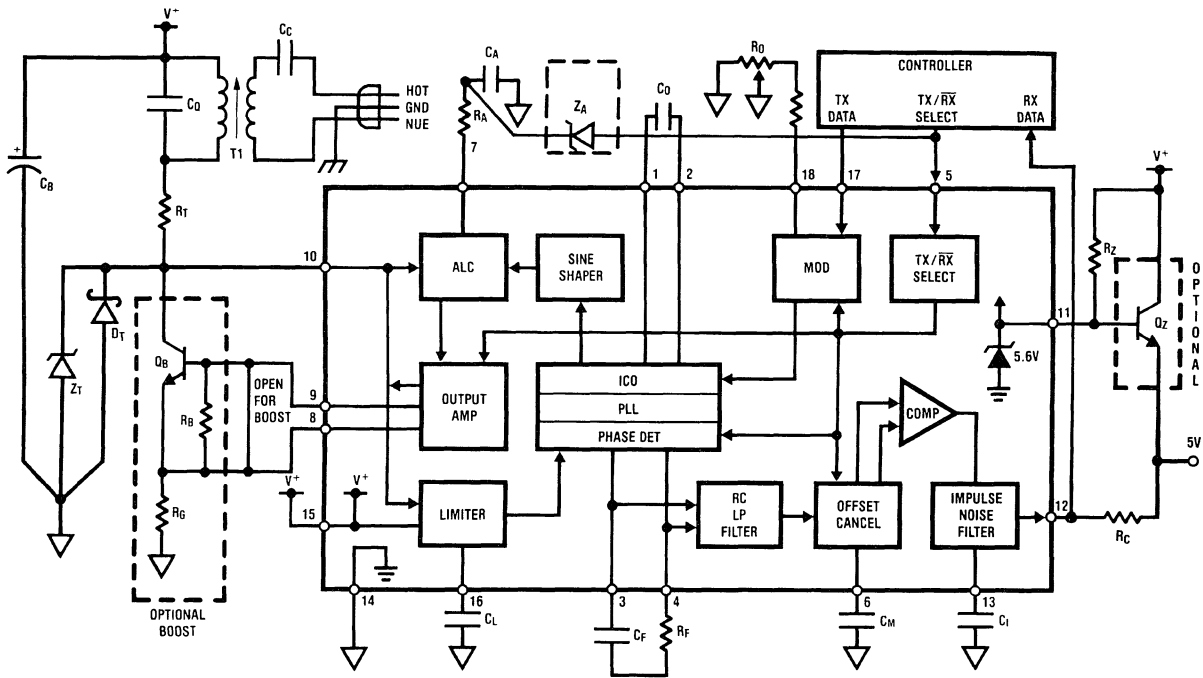 V+
CC
CA
RO
CONTROLLER
TX DATA
TX/RX SELECT
RX DATA
HOT
GND
NUE
CQ
T1
ZA
CO
RA
7
1
2
18
17
5
V+
+
CB
RT
10
ALC
SINE SHAPER
MOD
TX/RX SELECT
RZ
OPTIONAL
11
QZ
5.6V
DT
ZT
QB
RB
OPEN FOR BOOST
9
8
OUTPUT AMP
ICO
PLL
PHASE DET
COMP
5V
V+
V+
15
RG
LIMITER
RC LP FILTER
OFFSET CANCEL
IMPULSE NOISE FILTER
12
RC
14
16
3
4
6
13
OPTIONAL BOOST
CL
CF
RF
CM
CI